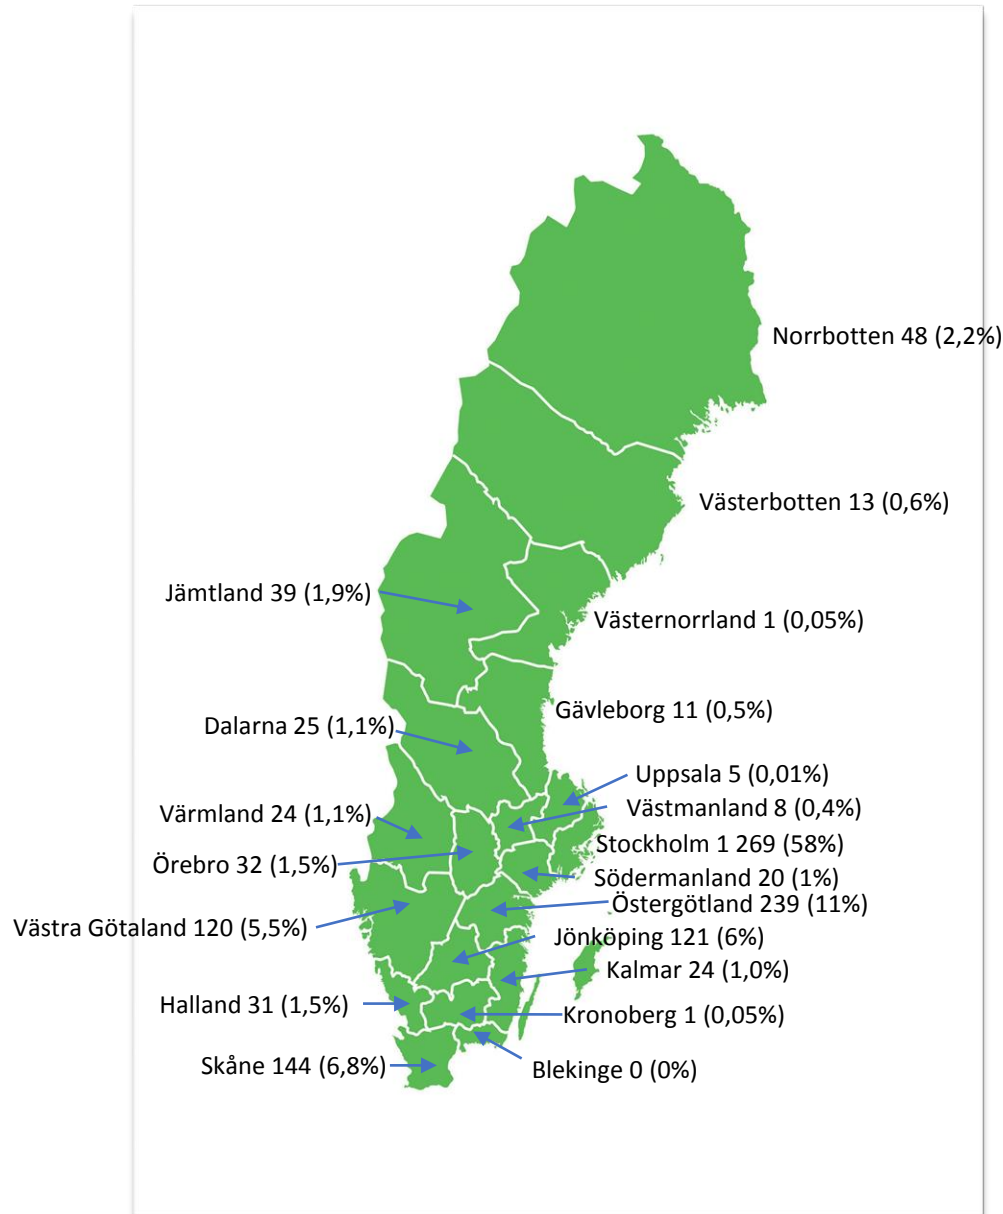 Norrbotten 48 (2,2%)
Västerbotten 13 (0,6%)
Jämtland 39 (1,9%)
Västernorrland 1 (0,05%)
Gävleborg 11 (0,5%)
Dalarna 25 (1,1%)
Uppsala 5 (0,01%)
Västmanland 8 (0,4%)
Värmland 24 (1,1%)
Stockholm 1 269 (58%)
Örebro 32 (1,5%)
Södermanland 20 (1%)
Östergötland 239 (11%)
Västra Götaland 120 (5,5%)
Jönköping 121 (6%)
Kalmar 24 (1,0%)
Halland 31 (1,5%)
Kronoberg 1 (0,05%)
Skåne 144 (6,8%)
Blekinge 0 (0%)